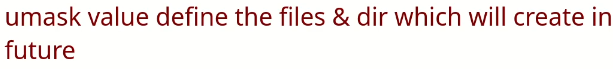 umask value define the files & dir which will create in
future